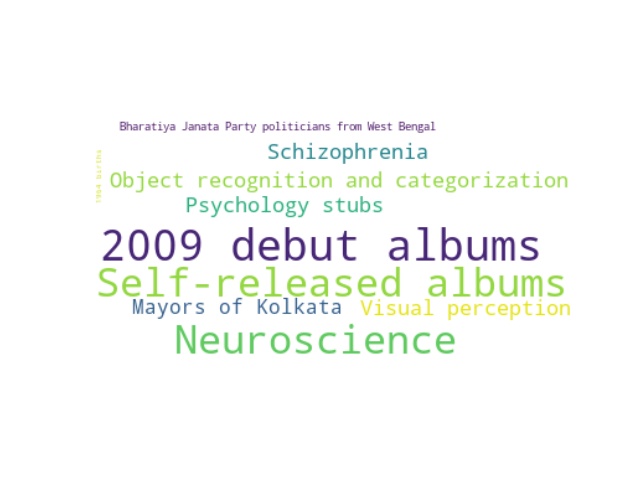 Bharatiya Janata Party politicians from West Bengal
Schizophrenia
1964 births
Object recognition and categorization
Psychology stubs
2009 debut albums
Self-released albums
Mayors of Kolkata
Visual perception
Neuroscience